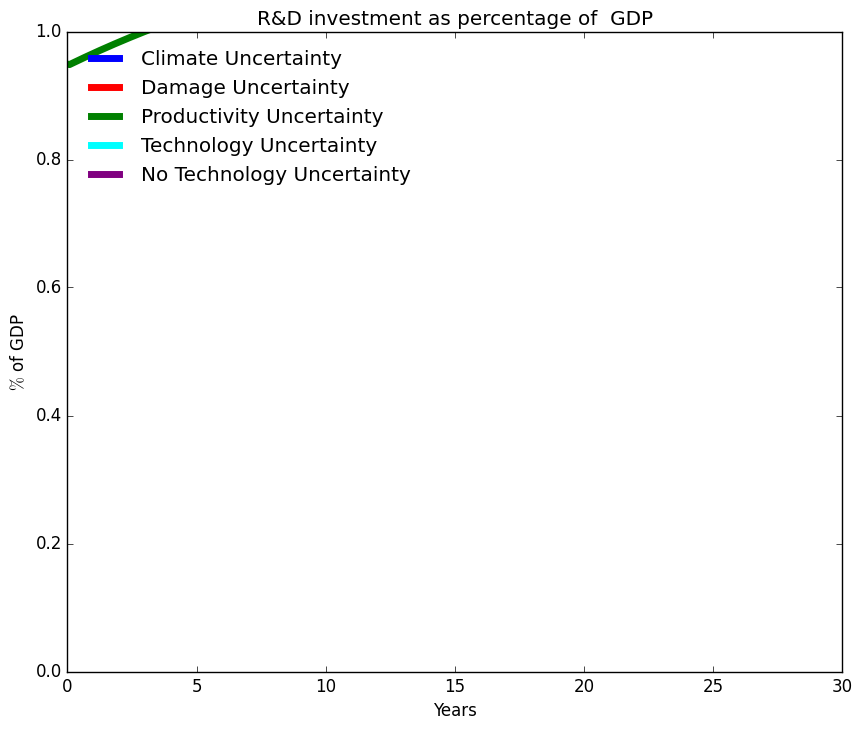 R&D investment as percentage of  GDP
1.0
0.8
0.6
0.4
0.2
0.0
% of GDP
Climate Uncertainty
Damage Uncertainty
Productivity Uncertainty
Technology Uncertainty
No Technology Uncertainty
0 5 10 15 20 25 30
Years